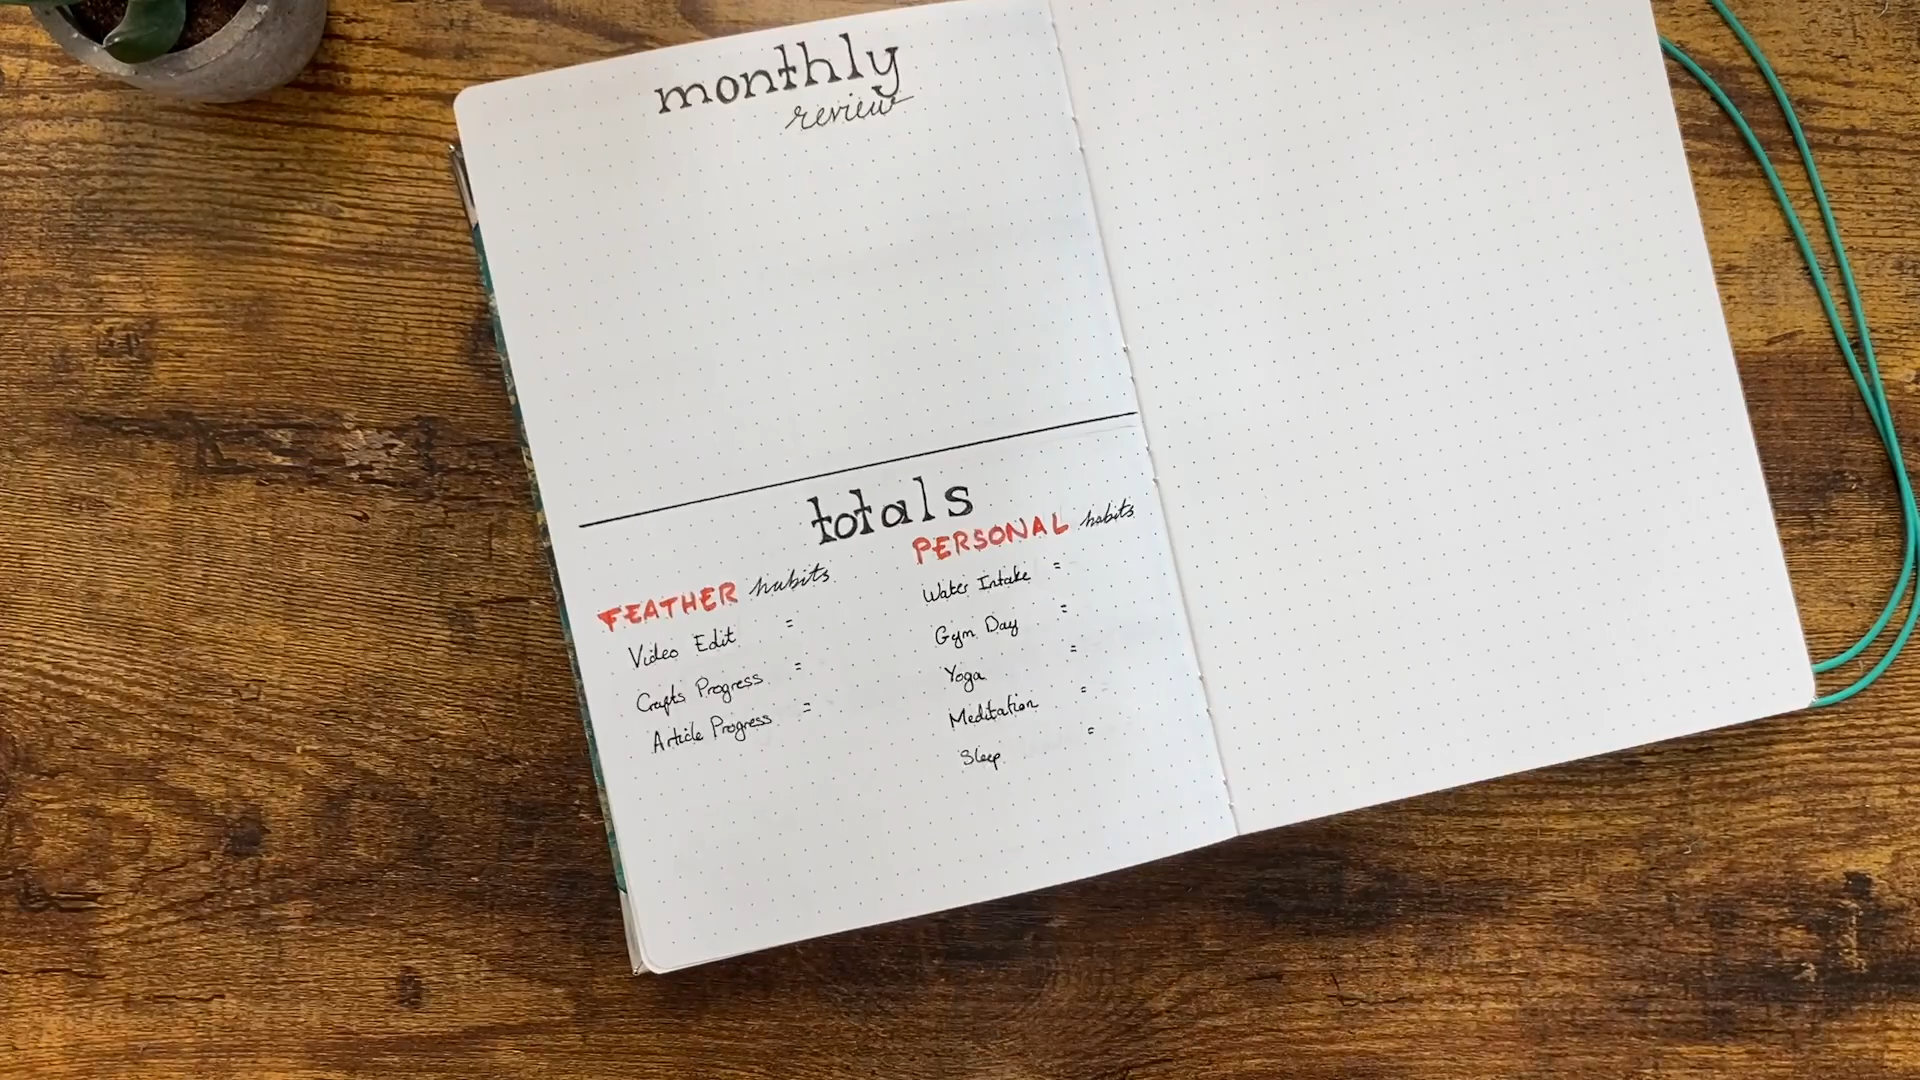 monthly
review
totals
FEATHER habits
Video Edit =
Crafts Progress =
Article Progress =
PERSONAL habits
Water Intake =
Gym Day =
Yoga =
Meditation =
Sleep =